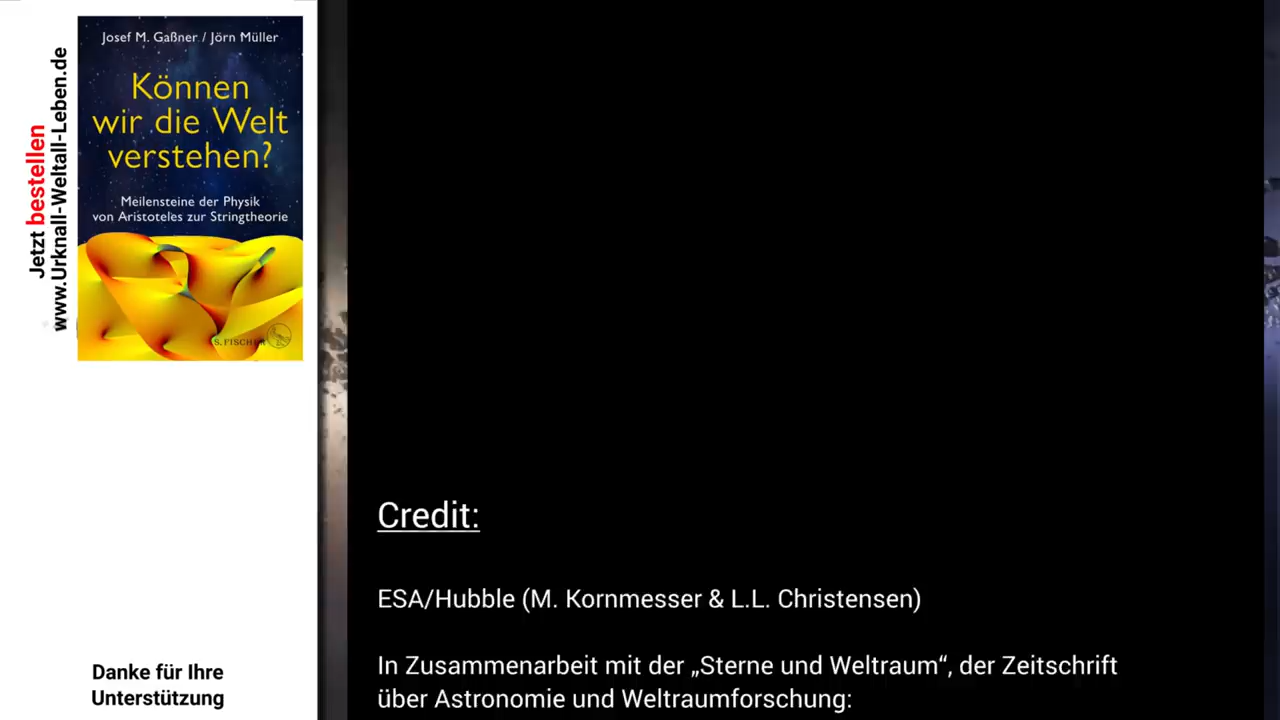 Jetzt bestellen
www.Urknall-Weltall-Leben.de
Josef M. Gaßner / Jörn Müller
Können
wir die Welt
verstehen?
Meilensteine der Physik
von Aristoteles zur Stringtheorie
S. FISCHER
Danke für Ihre
Unterstützung
Credit:
ESA/Hubble (M. Kornmesser & L.L. Christensen)
In Zusammenarbeit mit der „Sterne und Weltraum“, der Zeitschrift
über Astronomie und Weltraumforschung: